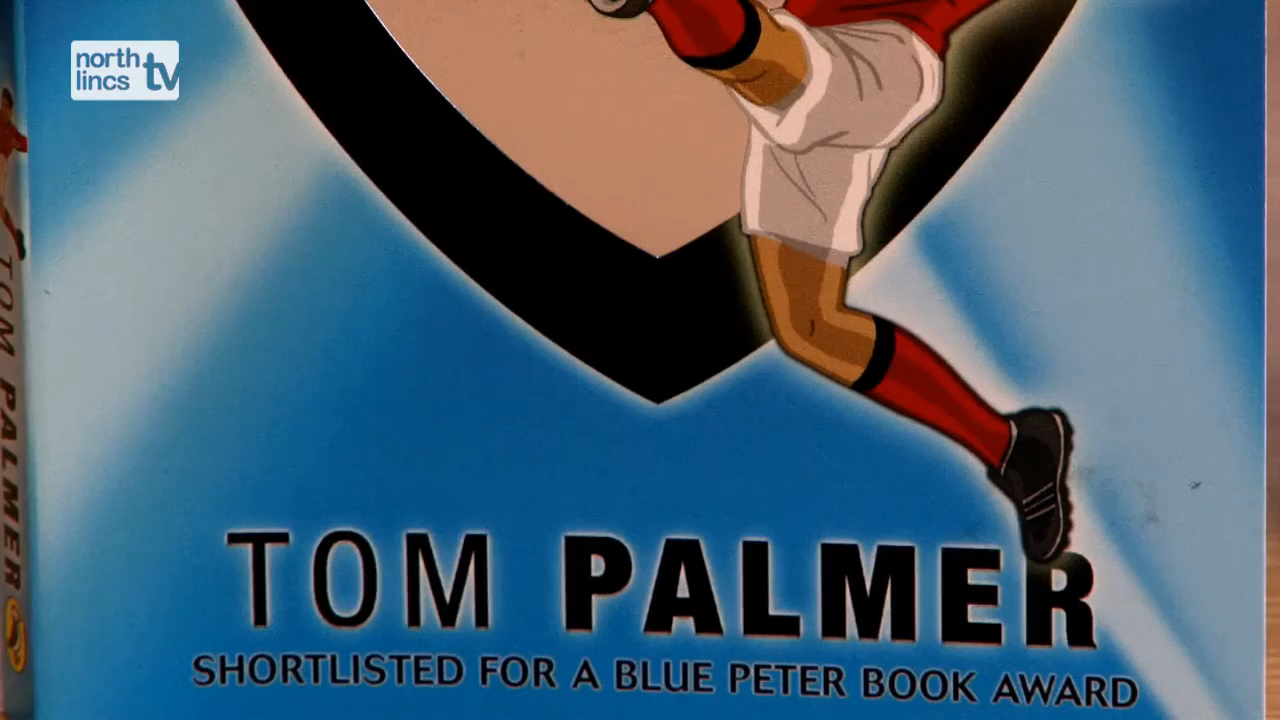 north
lincs tv
TOM PALMER
TOM PALMER
SHORTLISTED FOR A BLUE PETER BOOK AWARD